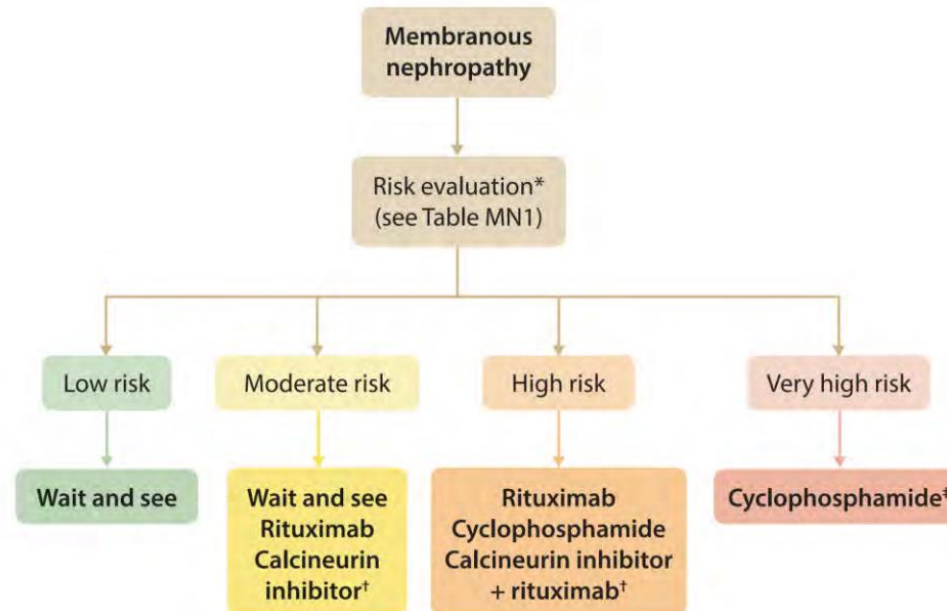 Membranous
nephropathy
Risk evaluation*
(see Table MN1)
Low risk
Moderate risk
High risk
Very high risk
Wait and see
Wait and see
Rituximab
Calcineurin
inhibitor†
Rituximab
Cyclophosphamide
Calcineurin inhibitor
+ rituximab†
Cyclophosphamide‡